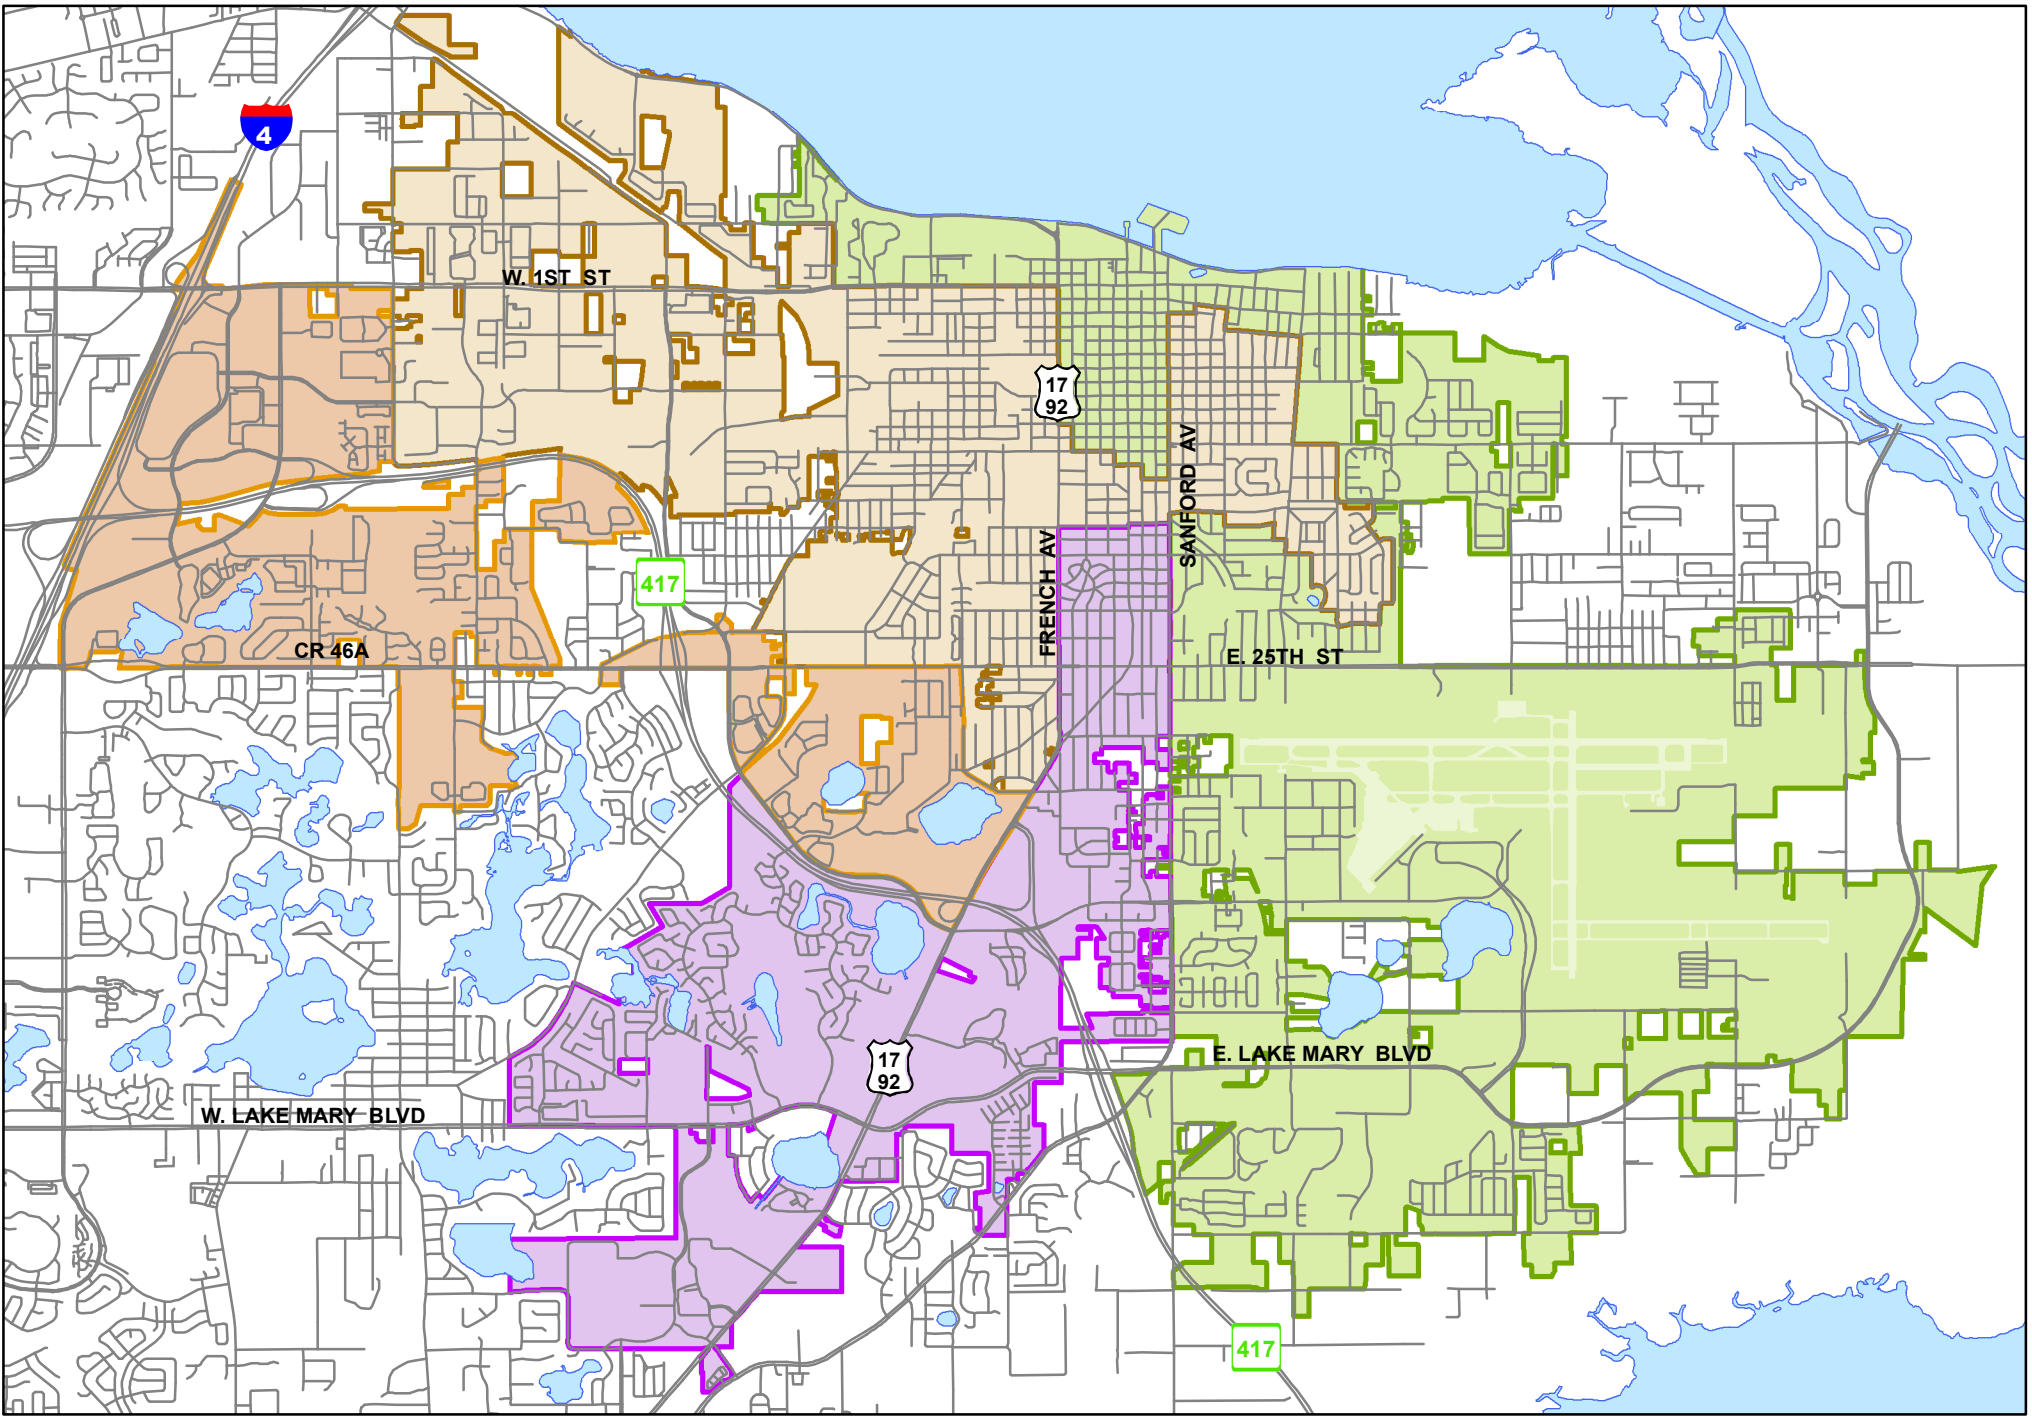 4
W. 1ST ST
17
92
SANFORD AV
FRENCH AV
417
CR 46A
E. 25TH ST
17
92
E. LAKE MARY BLVD
W. LAKE MARY BLVD
417